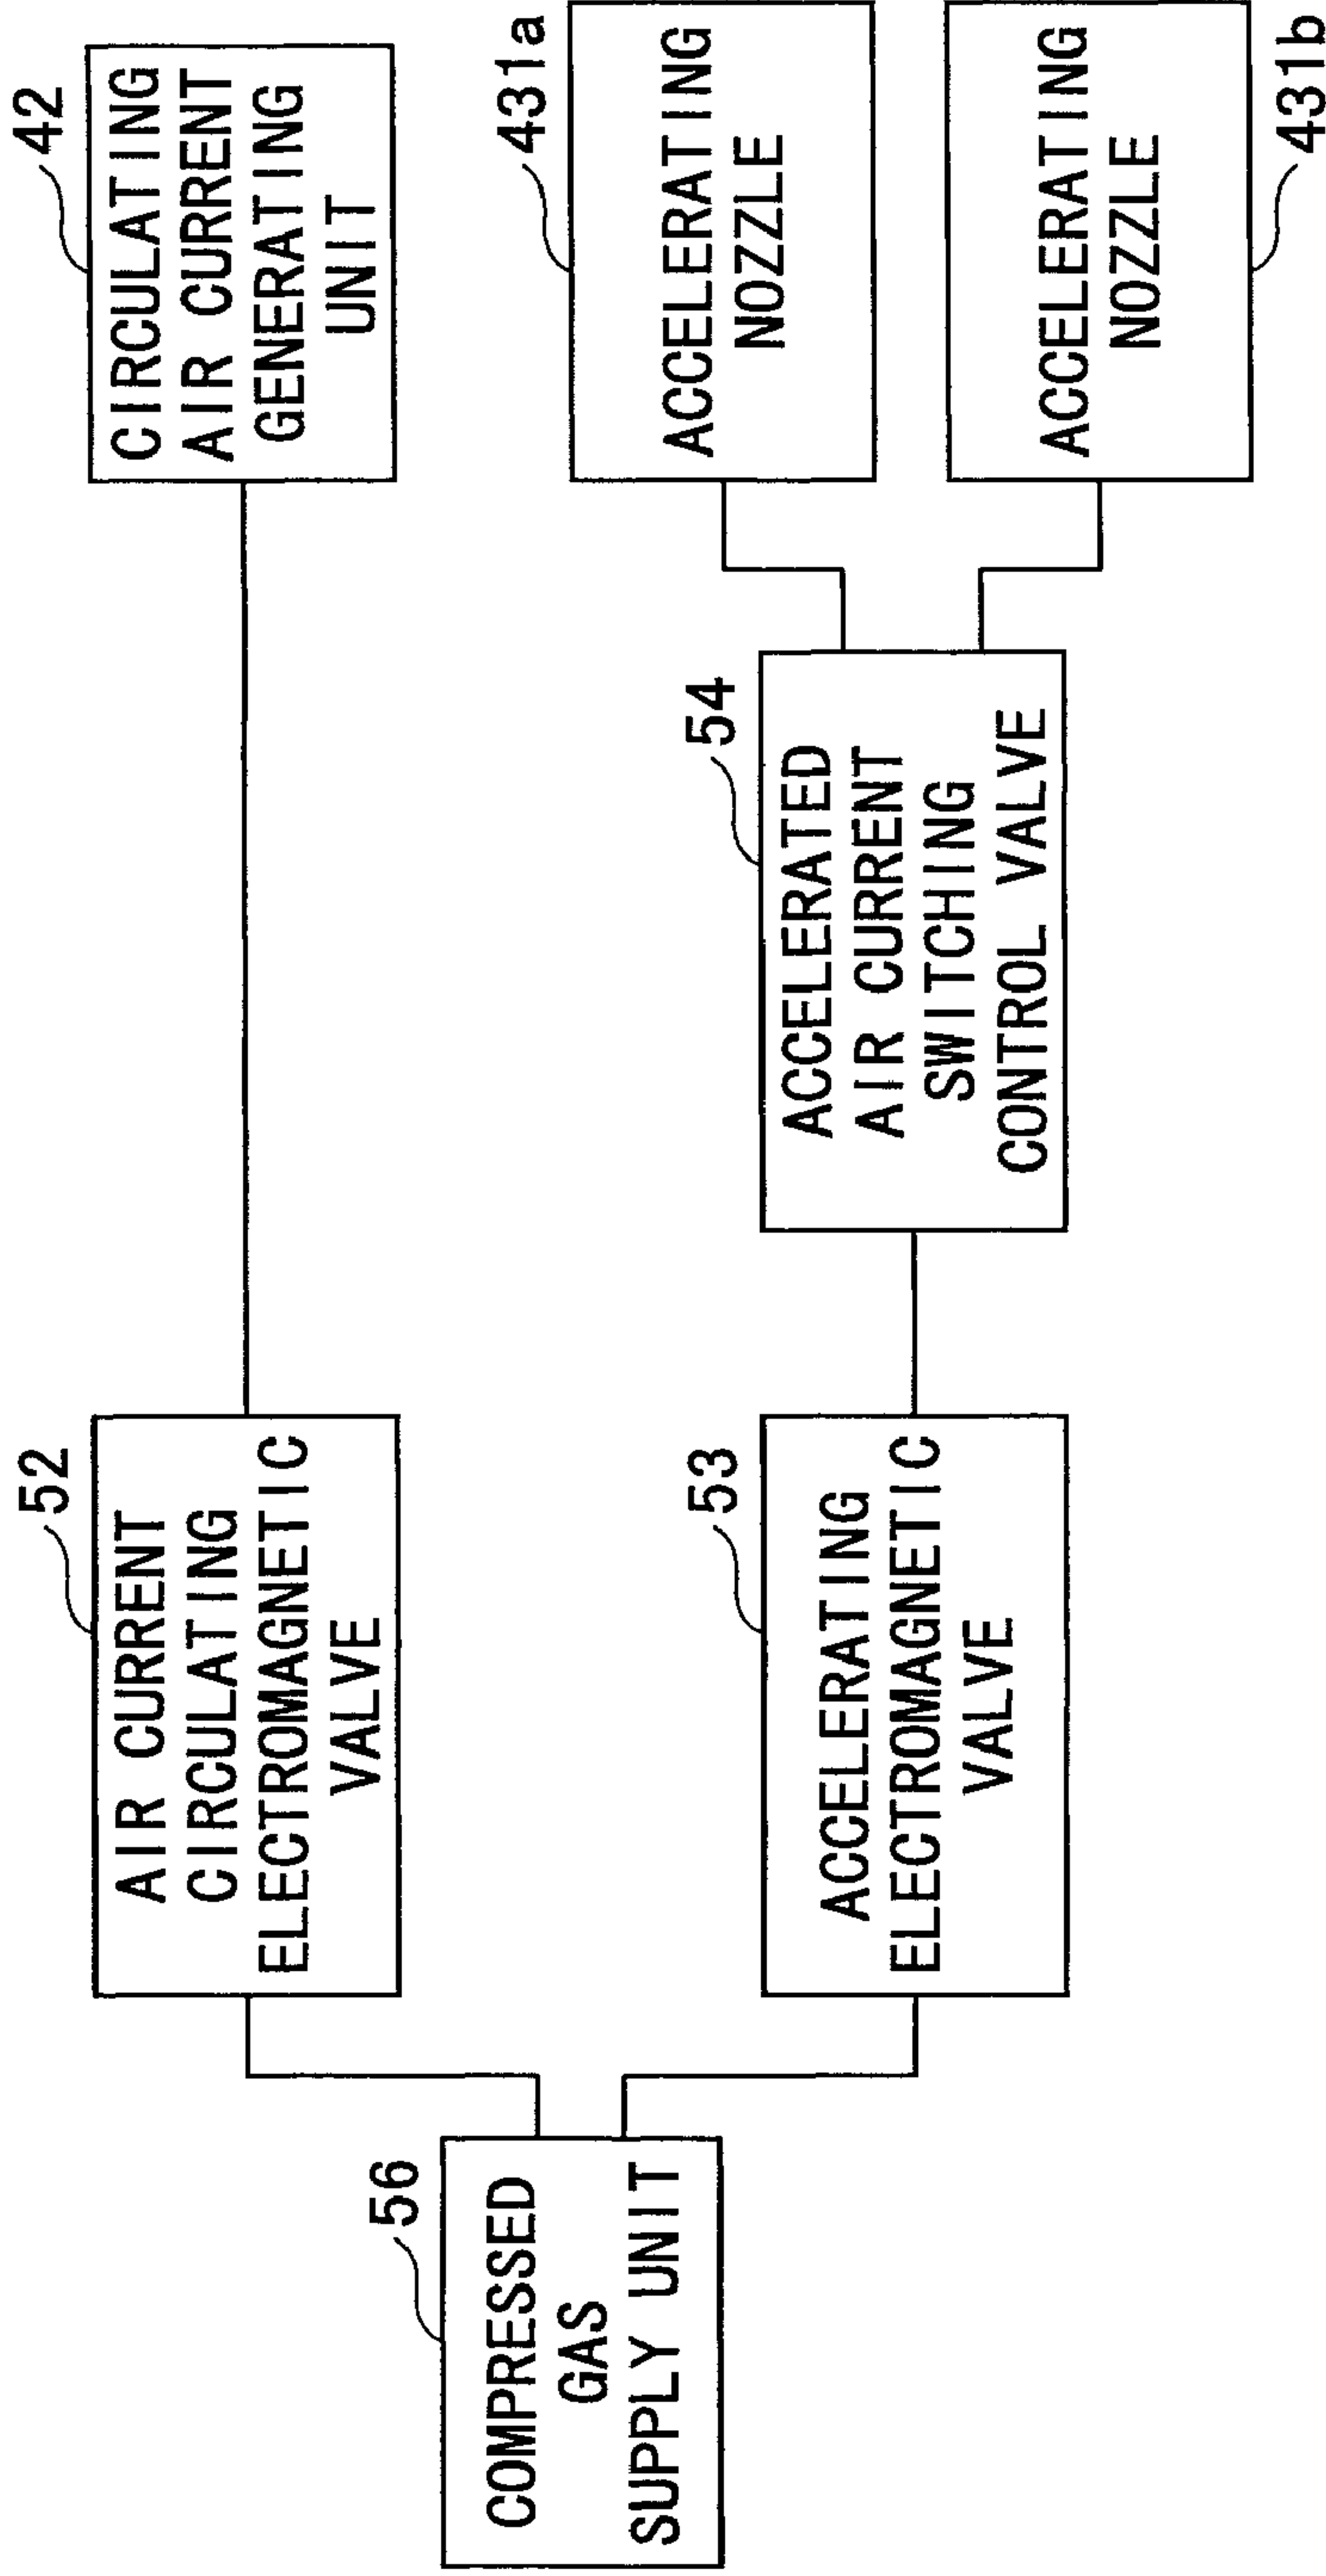 56
COMPRESSED
GAS
SUPPLY UNIT
52
AIR CURRENT
CIRCULATING
ELECTROMAGNETIC
VALVE
42
CIRCULATING
AIR CURRENT
GENERATING
UNIT
53
ACCELERATING
ELECTROMAGNETIC
VALVE
54
ACCELERATED
AIR CURRENT
SWITCHING
CONTROL VALVE
431a
ACCELERATING
NOZZLE
ACCELERATING
NOZZLE
431b